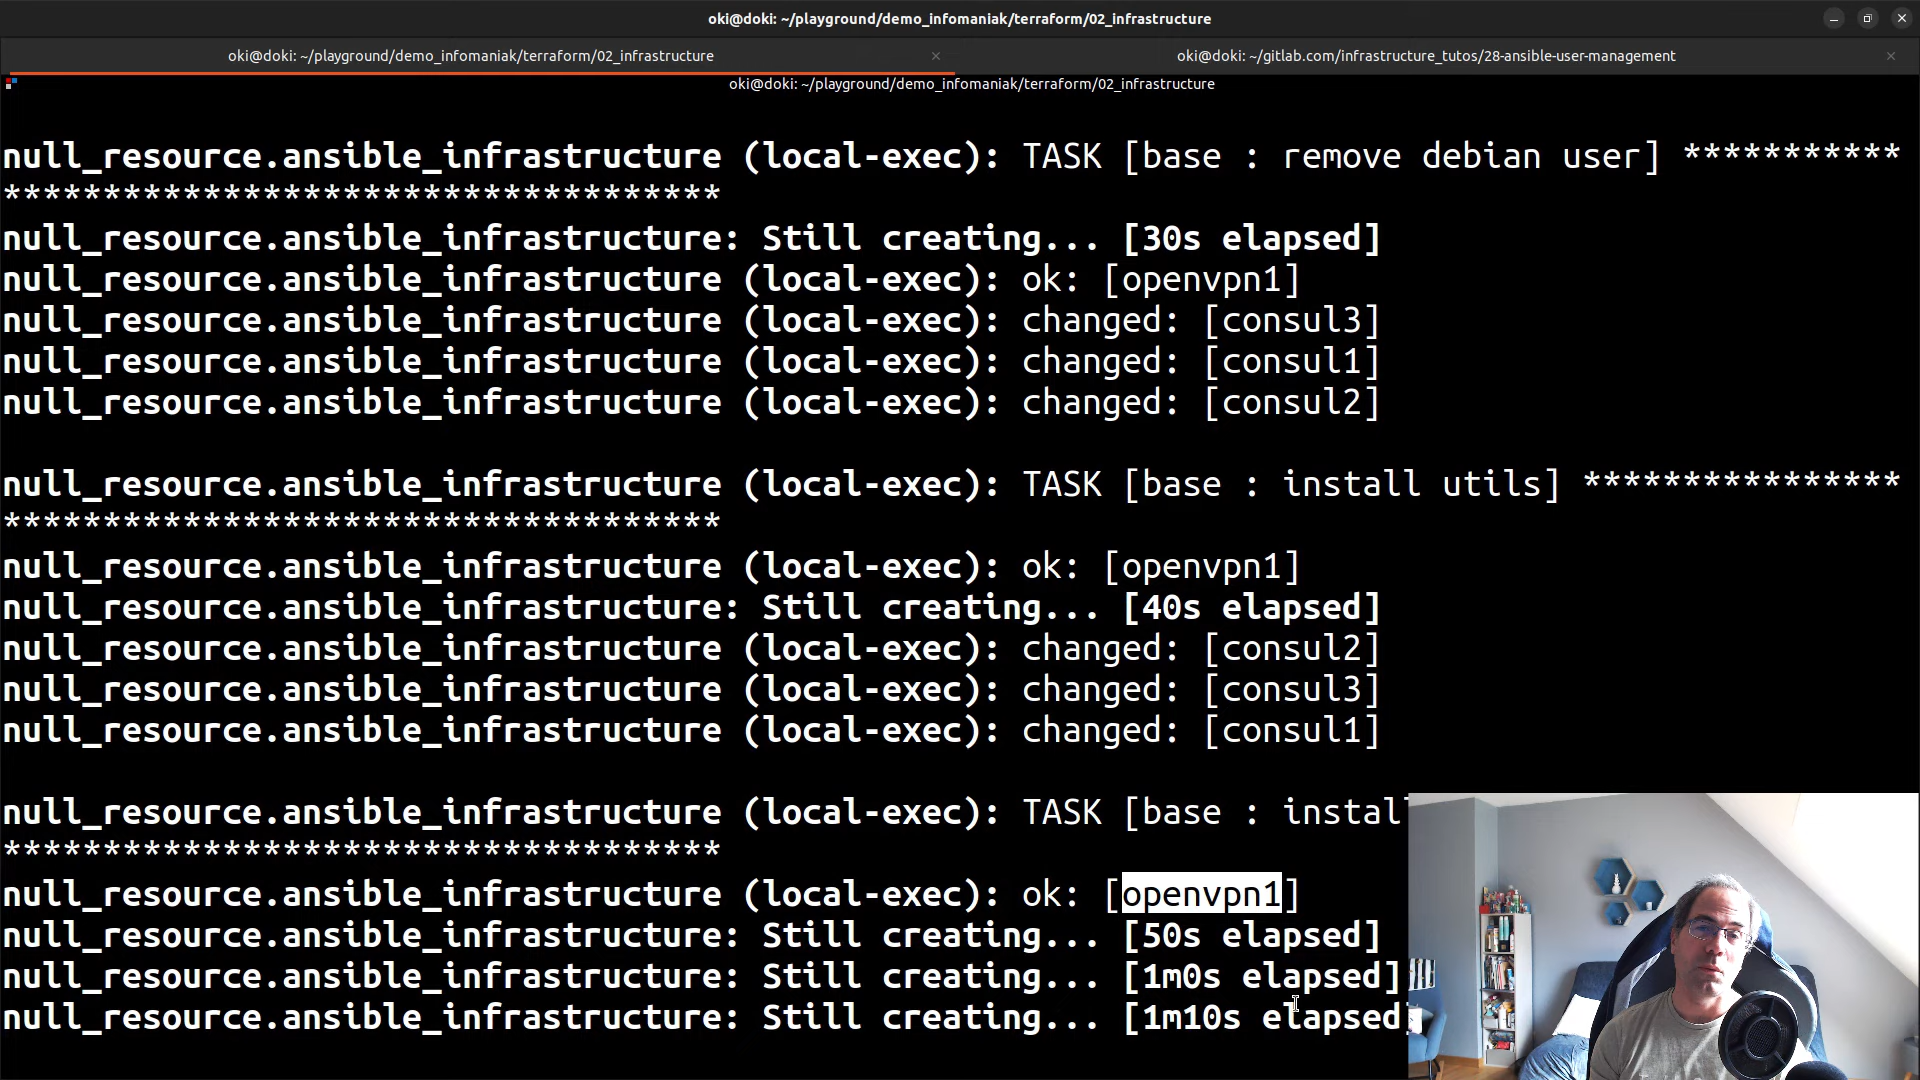 oki@doki: ~/playground/demo_infomaniak/terraform/02_infrastructure
oki@doki: ~/playground/demo_infomaniak/terraform/02_infrastructure
oki@doki: ~/gitlab.com/infrastructure_tutos/28-ansible-user-management
oki@doki: ~/playground/demo_infomaniak/terraform/02_infrastructure
null_resource.ansible_infrastructure (local-exec): TASK [base : remove debian user] ***********
************************************
null_resource.ansible_infrastructure: Still creating... [30s elapsed]
null_resource.ansible_infrastructure (local-exec): ok: [openvpn1]
null_resource.ansible_infrastructure (local-exec): changed: [consul3]
null_resource.ansible_infrastructure (local-exec): changed: [consul1]
null_resource.ansible_infrastructure (local-exec): changed: [consul2]
null_resource.ansible_infrastructure (local-exec): TASK [base : install utils] ****************
************************************
null_resource.ansible_infrastructure (local-exec): ok: [openvpn1]
null_resource.ansible_infrastructure: Still creating... [40s elapsed]
null_resource.ansible_infrastructure (local-exec): changed: [consul2]
null_resource.ansible_infrastructure (local-exec): changed: [consul3]
null_resource.ansible_infrastructure (local-exec): changed: [consul1]
null_resource.ansible_infrastructure (local-exec): TASK [base : instal
************************************
null_resource.ansible_infrastructure (local-exec): ok: [openvpn1]
null_resource.ansible_infrastructure: Still creating... [50s elapsed]
null_resource.ansible_infrastructure: Still creating... [1m0s elapsed]
null_resource.ansible_infrastructure: Still creating... [1m10s elapsed